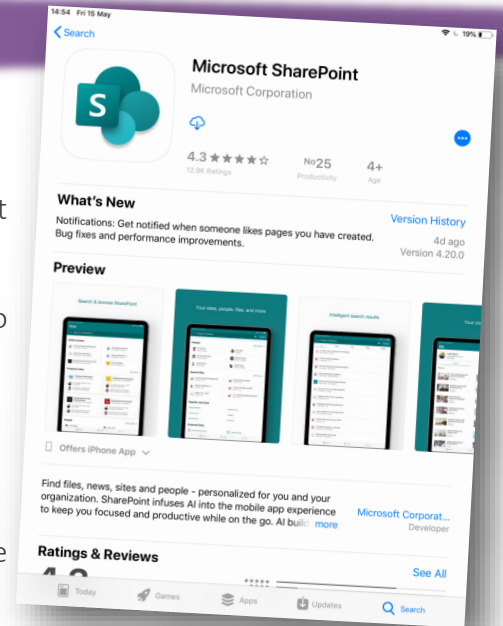 14:54 Fri 15 May
19%
Search
Microsoft SharePoint
Microsoft Corporation
S
4.3 ★★★★☆
No25
4+
12.9K Ratings
Productivity
Age
What's New
Version History
Notifications: Get notified when someone likes pages you have created.
4d ago
Bug fixes and performance improvements.
Version 4.20.0
Preview
Search & browse SharePoint
Your sites, people, files, and more
Intelligent search results
Offers iPhone App
Find files, news, sites and people - personalized for you and your
organization. SharePoint infuses AI into the mobile app experience
to keep you focused and productive while on the go. AI build more
Microsoft Corporat...
Developer
Ratings & Reviews
See All
Today
Games
Apps
Updates
Search